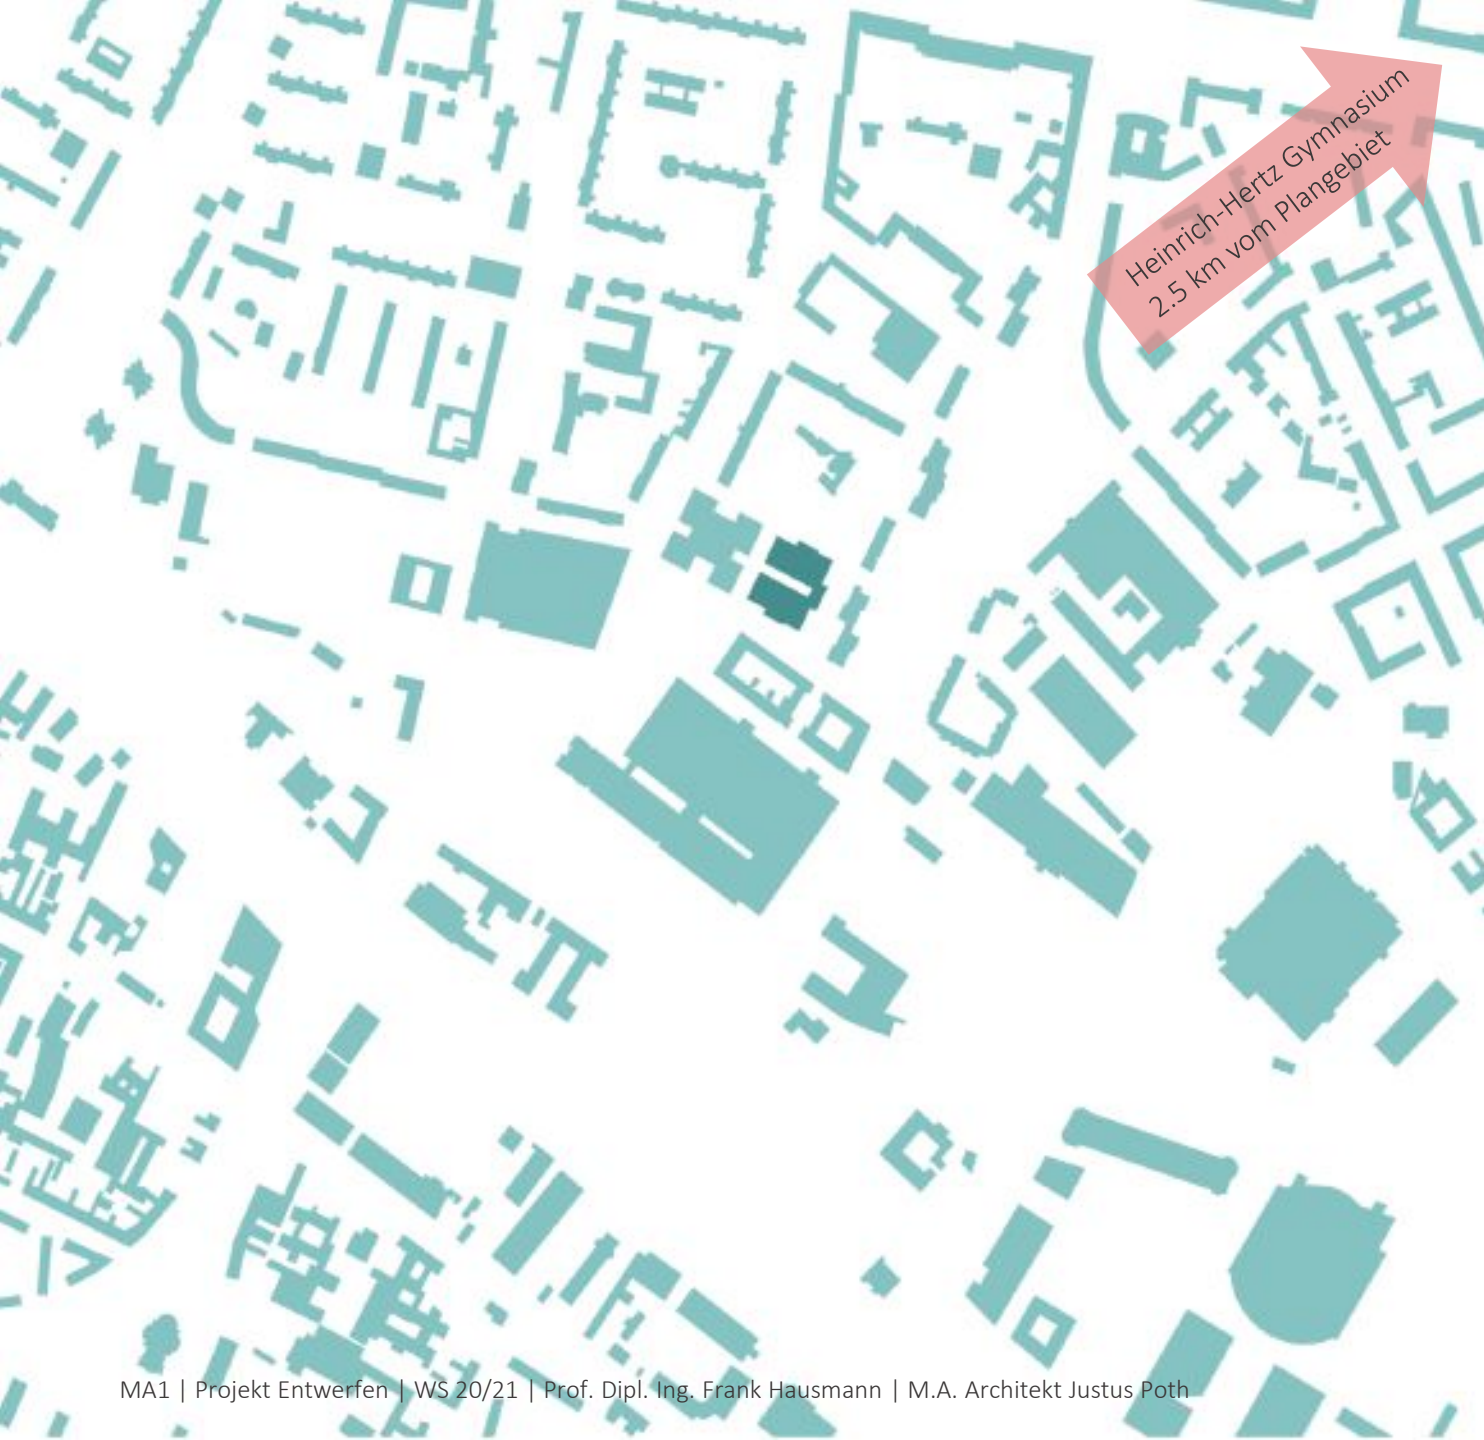 Heinrich-Hertz Gymnasium
2.5 km vom Plangebiet
MA1 | Projekt Entwerfen | WS 20/21 | Prof. Dipl. Ing. Frank Hausmann | M.A. Architekt Justus Poth